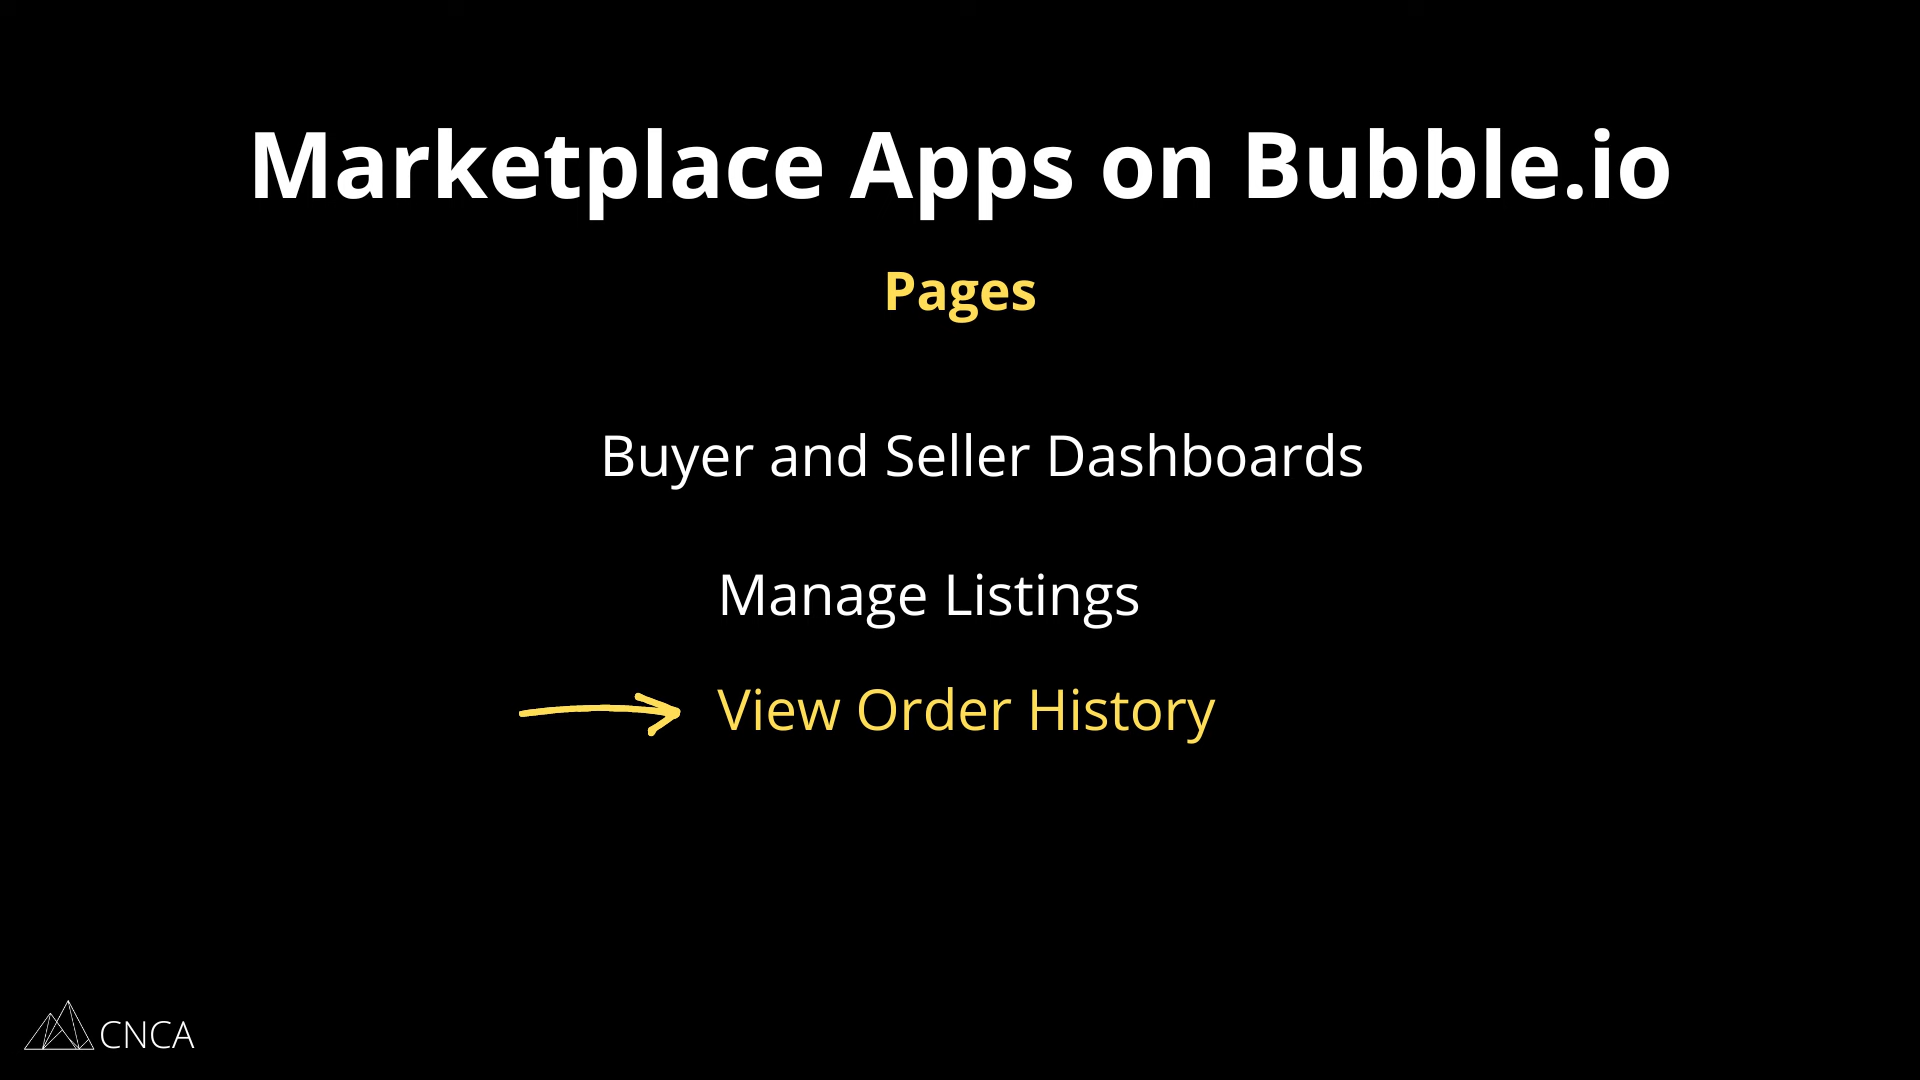 Marketplace Apps on Bubble.io
Pages
Buyer and Seller Dashboards
Manage Listings
View Order History
CNCA